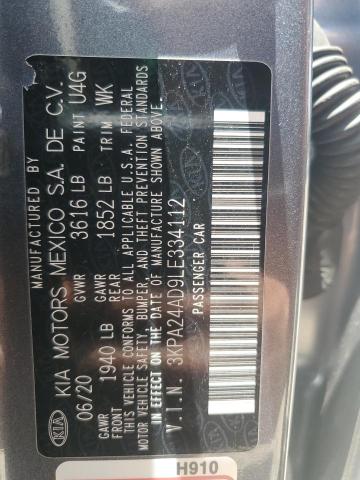 MANUFACTURED BY
KIA MOTORS MEXICO S.A. DE C.V.
06/20 GVWR 3616 LB PAINT U4G
GAWR FRONT 1940 LB GAWR REAR 1852 LB TRIM WK
THIS VEHICLE CONFORMS TO ALL APPLICABLE U.S.A. FEDERAL
MOTOR VEHICLE SAFETY, BUMPER, AND THEFT PREVENTION STANDARDS
IN EFFECT ON THE DATE OF MANUFACTURE SHOWN ABOVE.
V.I.N. 3KPA24AD9LE334112
PASSENGER CAR
KIA
H910